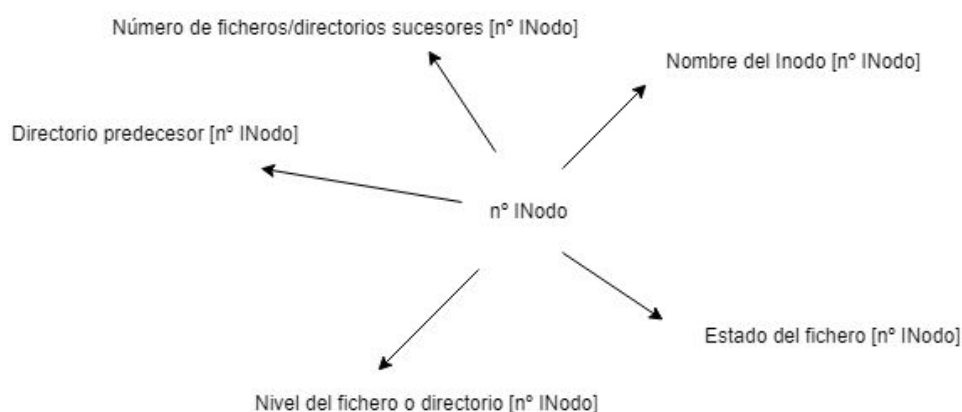 Número de ficheros/directorios sucesores [nº INodo]
Nombre del Inodo [nº INodo]
Directorio predecesor [nº INodo]
nº INodo
Estado del fichero [nº INodo]
Nivel del fichero o directorio [nº INodo]